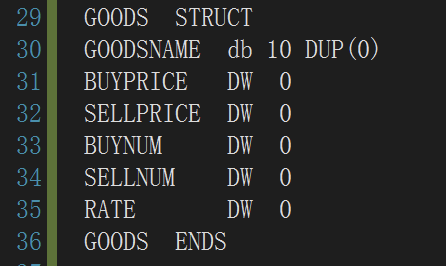 29 GOODS STRUCT
30 GOODSNAME db 10 DUP(0)
31 BUYPRICE DW 0
32 SELLPRICE DW 0
33 BUYNUM DW 0
34 SELLNUM DW 0
35 RATE DW 0
36 GOODS ENDS